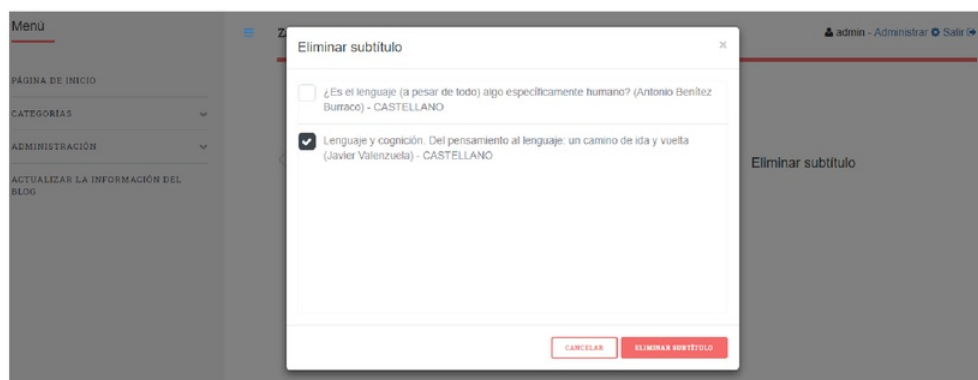 Menú
Z
admin - Administrar Salir
PÁGINA DE INICIO
CATEGORÍAS
ADMINISTRACIÓN
ACTUALIZAR LA INFORMACIÓN DEL
BLOG
Eliminar subtítulo
×
¿Es el lenguaje (a pesar de todo) algo específicamente humano? (Antonio Benítez
Burraco) - CASTELLANO
Lenguaje y cognición. Del pensamiento al lenguaje: un camino de ida y vuelta
(Javier Valenzuela) - CASTELLANO
CANCELAR
ELIMINAR SUBTÍTULO
Eliminar subtítulo